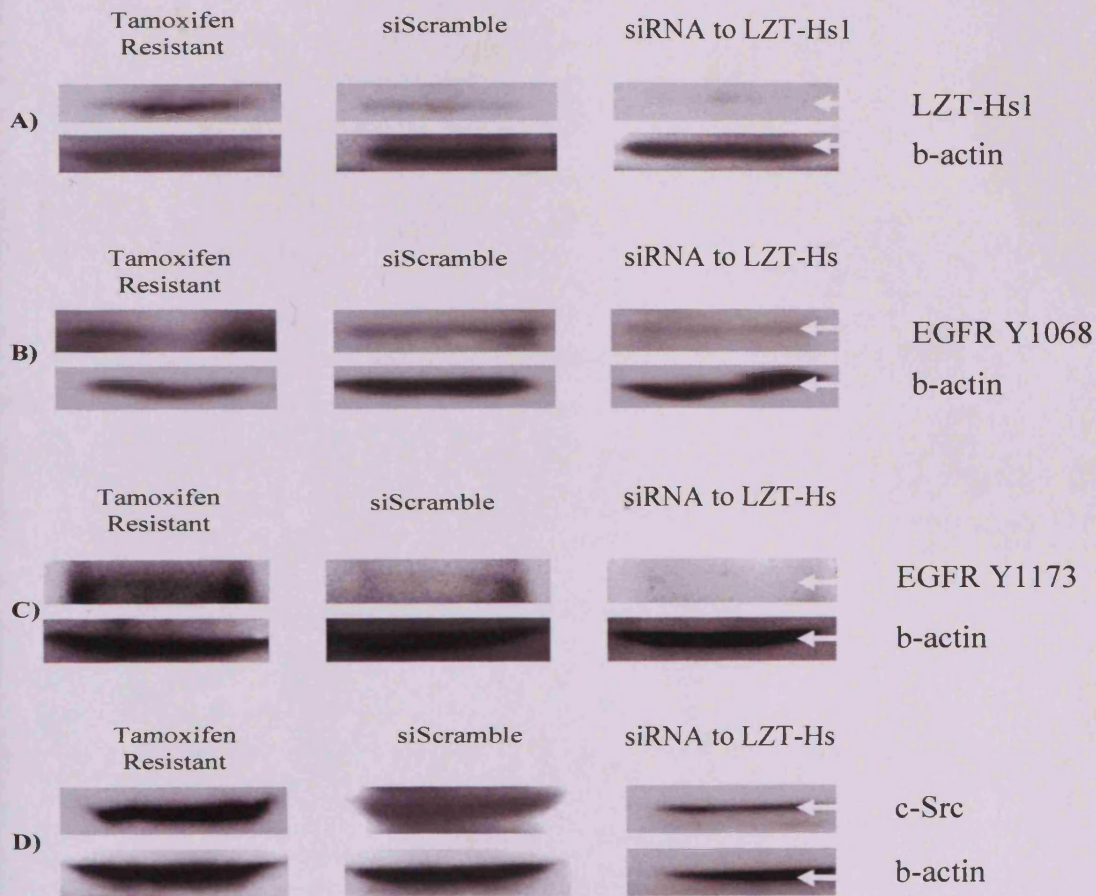 Tamoxifen
Resistant
siScramble
siRNA to LZT-Hs1
A)
LZT-Hs1
b-actin
Tamoxifen
Resistant
siScramble
siRNA to LZT-Hs
B)
EGFR Y1068
b-actin
Tamoxifen
Resistant
siScramble
siRNA to LZT-Hs
C)
EGFR Y1173
b-actin
Tamoxifen
Resistant
siScramble
siRNA to LZT-Hs
D)
c-Src
b-actin